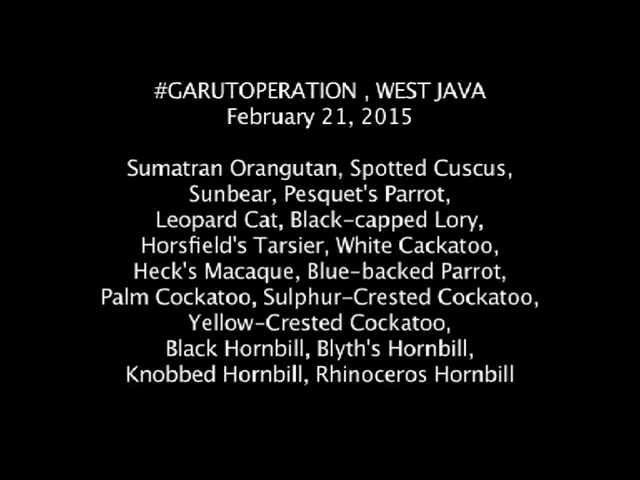 #GARUTOPERATION , WEST JAVA
February 21, 2015
Sumatran Orangutan, Spotted Cuscus,
Sunbear, Pesquet's Parrot,
Leopard Cat, Black-capped Lory,
Horsfield's Tarsier, White Cackatoo,
Heck's Macaque, Blue-backed Parrot,
Palm Cockatoo, Sulphur-Crested Cockatoo,
Yellow-Crested Cockatoo,
Black Hornbill, Blyth's Hornbill,
Knobbed Hornbill, Rhinoceros Hornbill